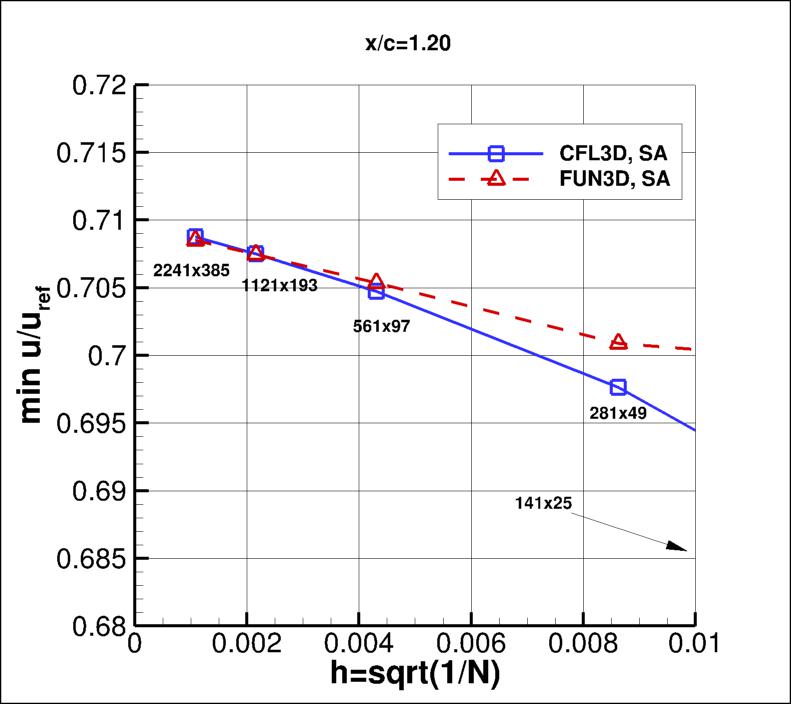 x/c=1.20
0.72
0.715
0.71
0.705
0.7
0.695
0.69
0.685
0.68
min u/uref
CFL3D, SA
FUN3D, SA
2241x385
1121x193
561x97
281x49
141x25
0
0.002
0.004
0.006
0.008
0.01
h=sqrt(1/N)